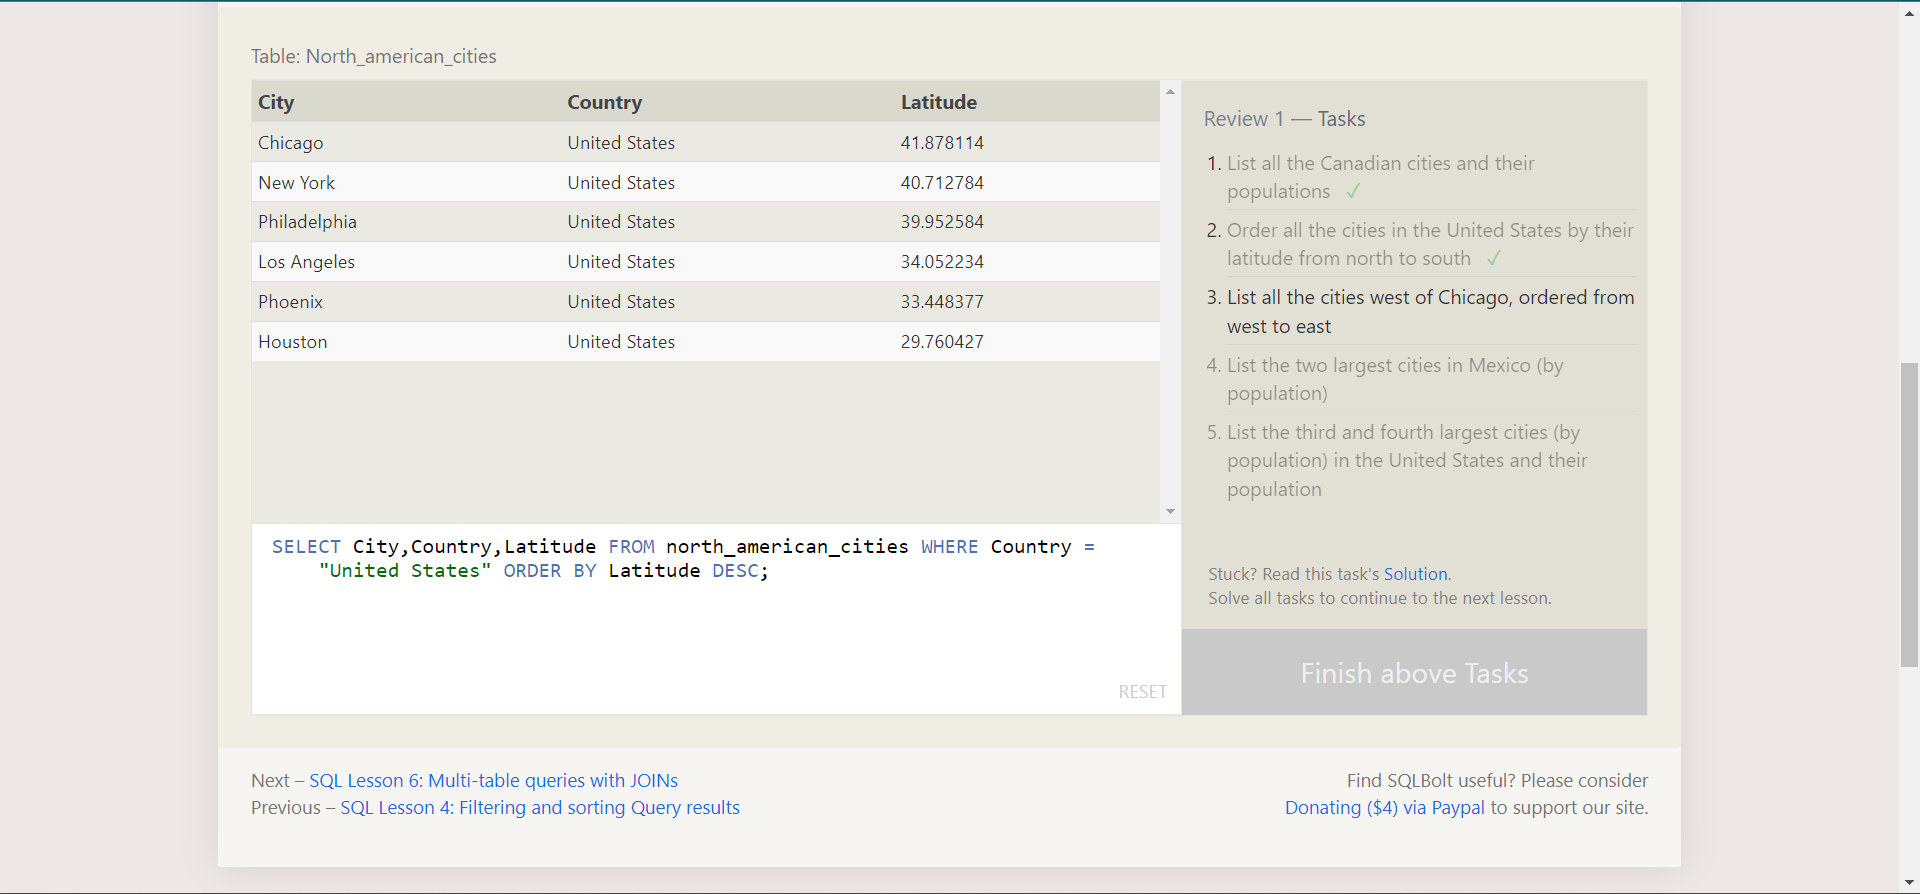 Table: North_american_cities
City Country Latitude
Chicago United States 41.878114
New York United States 40.712784
Philadelphia United States 39.952584
Los Angeles United States 34.052234
Phoenix United States 33.448377
Houston United States 29.760427
SELECT City,Country,Latitude FROM north_american_cities WHERE Country =
"United States" ORDER BY Latitude DESC;
RESET
Review 1 — Tasks
1. List all the Canadian cities and their
populations ✓
2. Order all the cities in the United States by their
latitude from north to south ✓
3. List all the cities west of Chicago, ordered from
west to east
4. List the two largest cities in Mexico (by
population)
5. List the third and fourth largest cities (by
population) in the United States and their
population
Stuck? Read this task's Solution.
Solve all tasks to continue to the next lesson.
Finish above Tasks
Next – SQL Lesson 6: Multi-table queries with JOINs
Previous – SQL Lesson 4: Filtering and sorting Query results
Find SQLBolt useful? Please consider
Donating ($4) via Paypal to support our site.